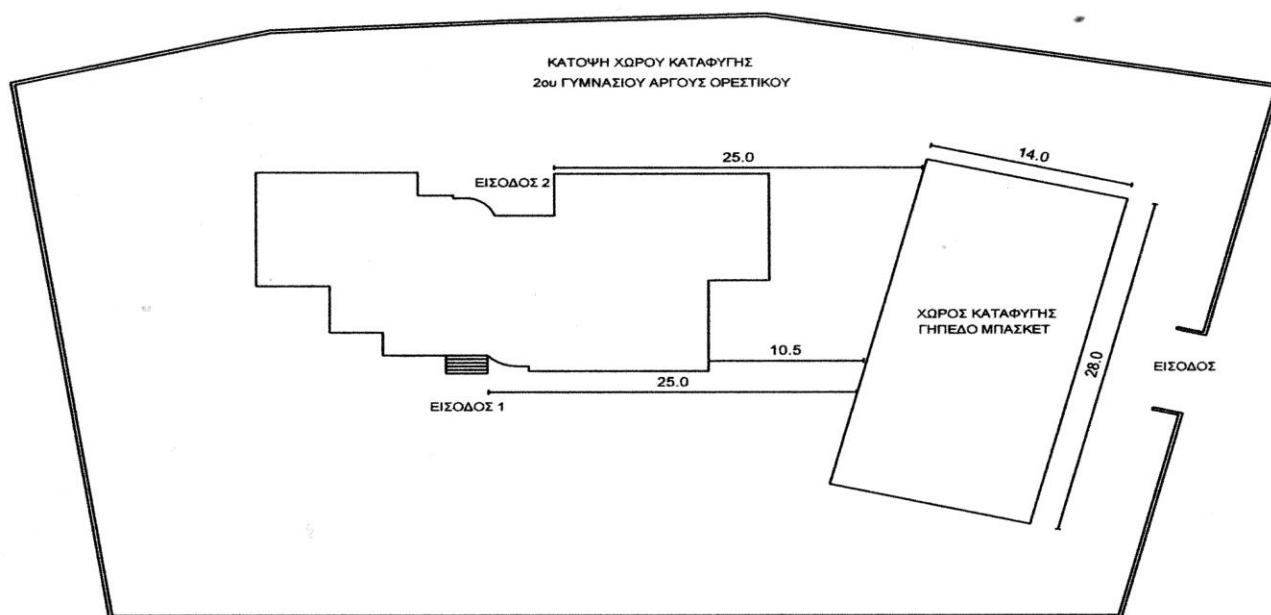 ΚΑΤΟΨΗ ΧΩΡΟΥ ΚΑΤΑΦΥΓΗΣ
2ου ΓΥΜΝΑΣΙΟΥ ΑΡΓΟΥΣ ΟΡΕΣΤΙΚΟΥ
25.0
14.0
ΕΙΣΟΔΟΣ 2
ΧΩΡΟΣ ΚΑΤΑΦΥΓΗΣ
ΓΗΠΕΔΟ ΜΠΑΣΚΕΤ
10.5
28.0
ΕΙΣΟΔΟΣ
25.0
ΕΙΣΟΔΟΣ 1